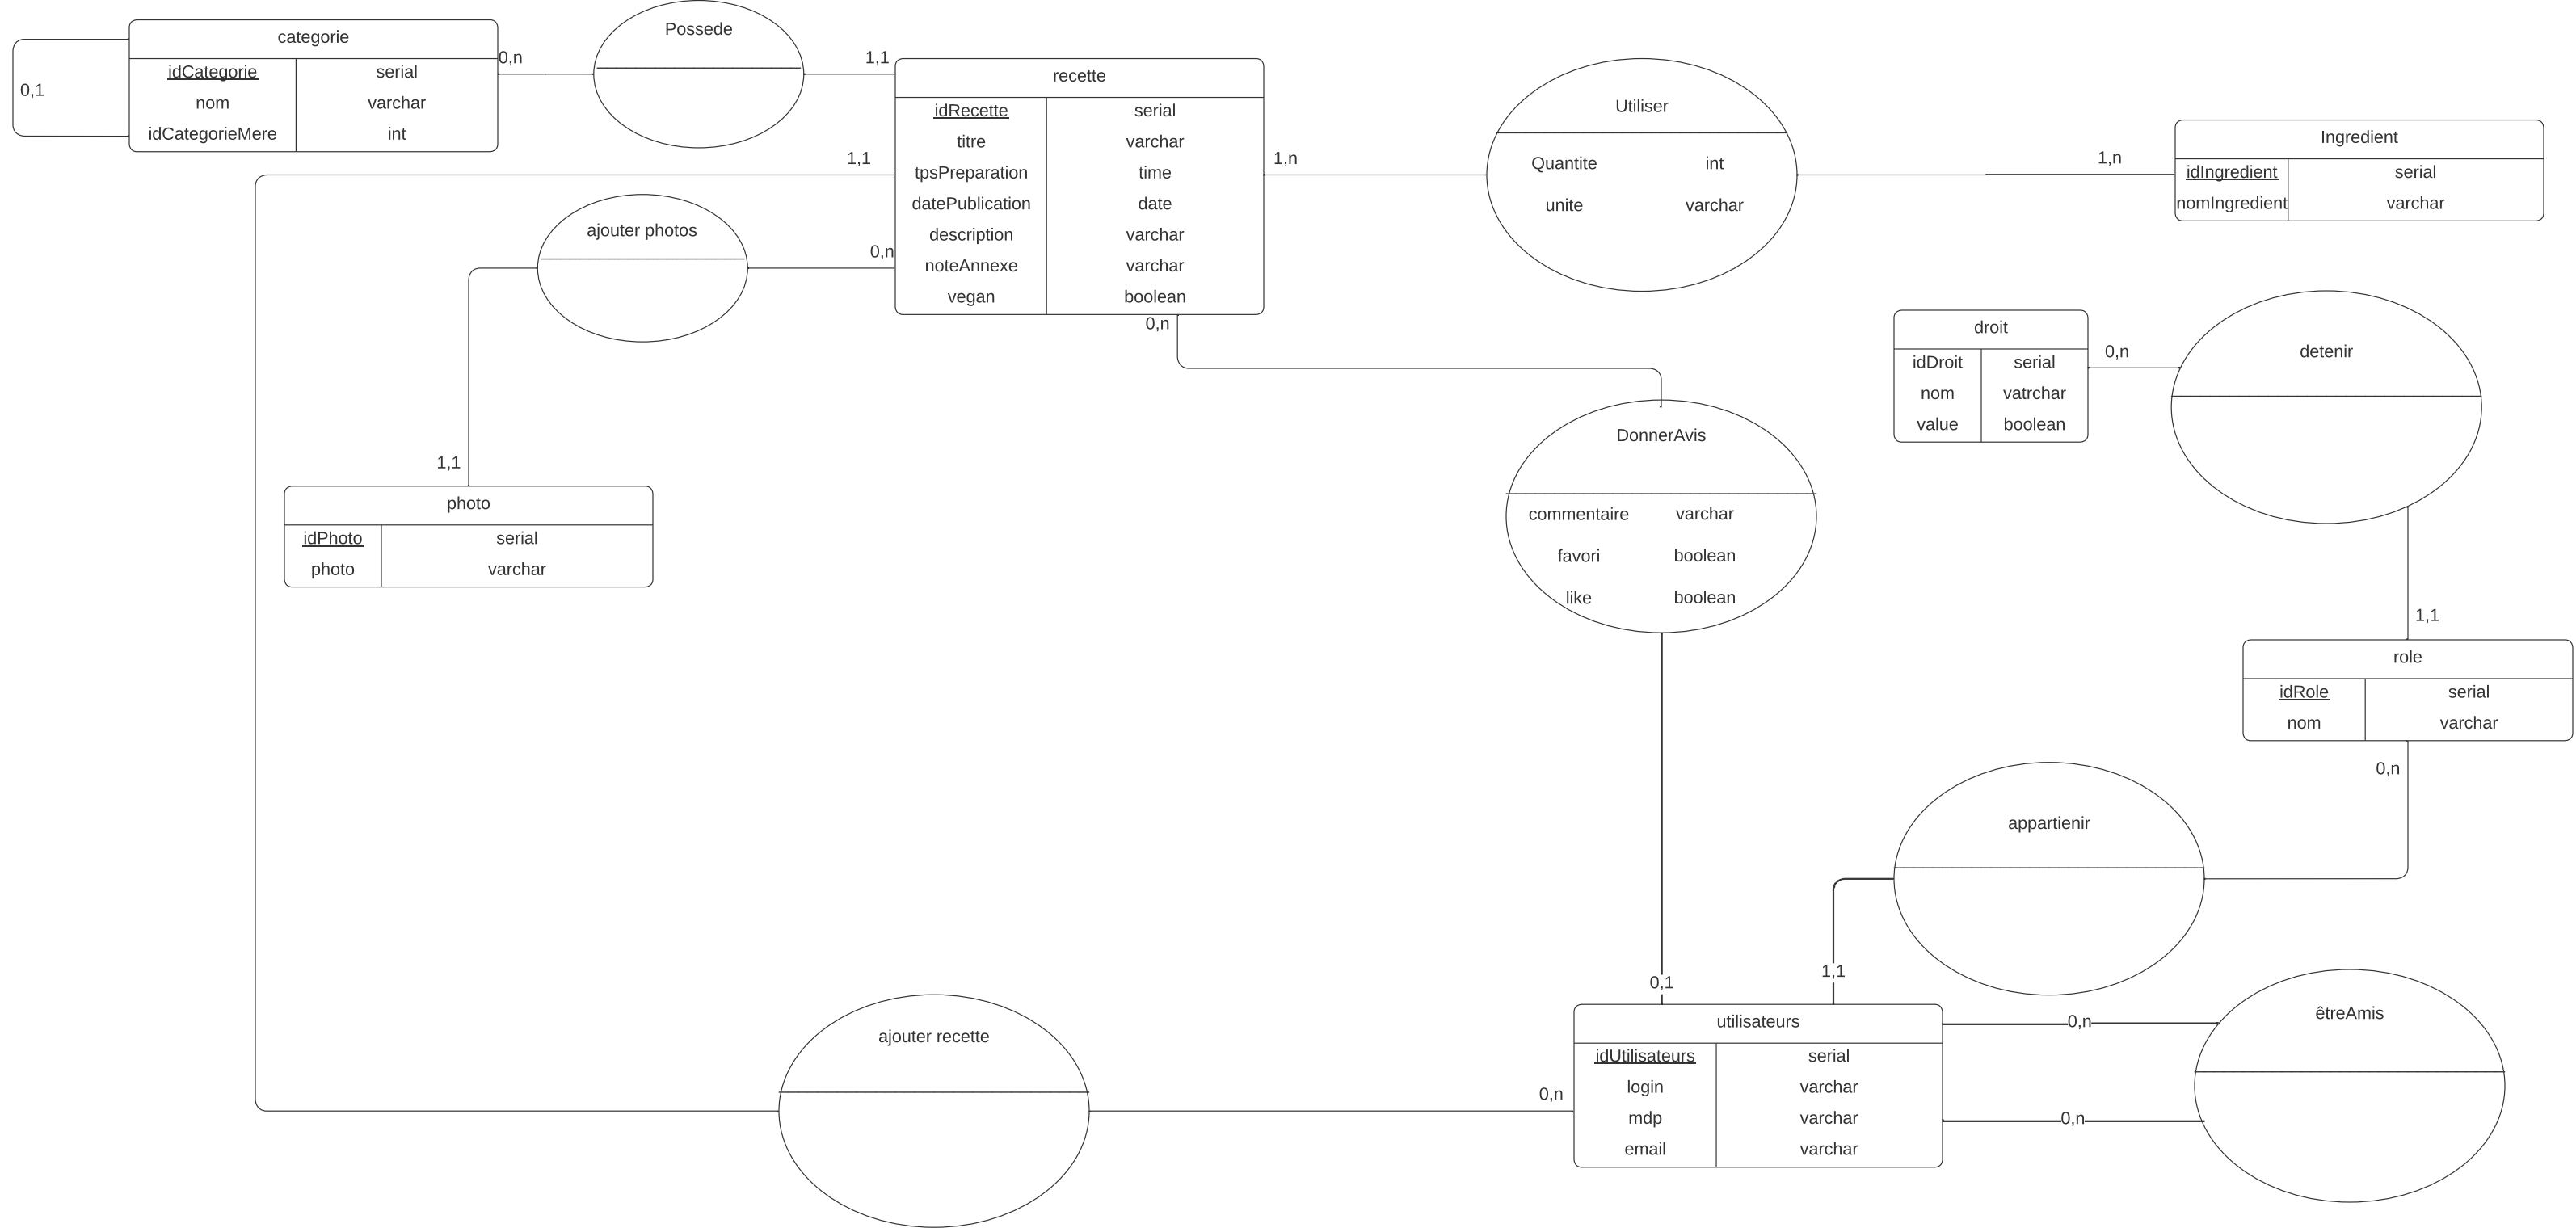 Possede
categorie
0,n
1,1
idCategorie serial
nom varchar
idCategorieMere int
0,1
recette
idRecette serial
titre varchar
tpsPreparation time
datePublication date
description varchar
noteAnnexe varchar
vegan boolean
1,1
0,n
1,n
0,n
Utiliser
Quantite int
unite varchar
1,n
Ingredient
idIngredient serial
nomIngredient varchar
ajouter photos
1,1
photo
idPhoto serial
photo varchar
droit
idDroit serial
nom vatrchar
value boolean
0,n
detenir
1,1
DonnerAvis
commentaire varchar
favori boolean
like boolean
0,1
role
idRole serial
nom varchar
0,n
appartienir
1,1
utilisateurs
idUtilisateurs serial
login varchar
mdp varchar
email varchar
0,n
0,n
êtreAmis
ajouter recette
0,n